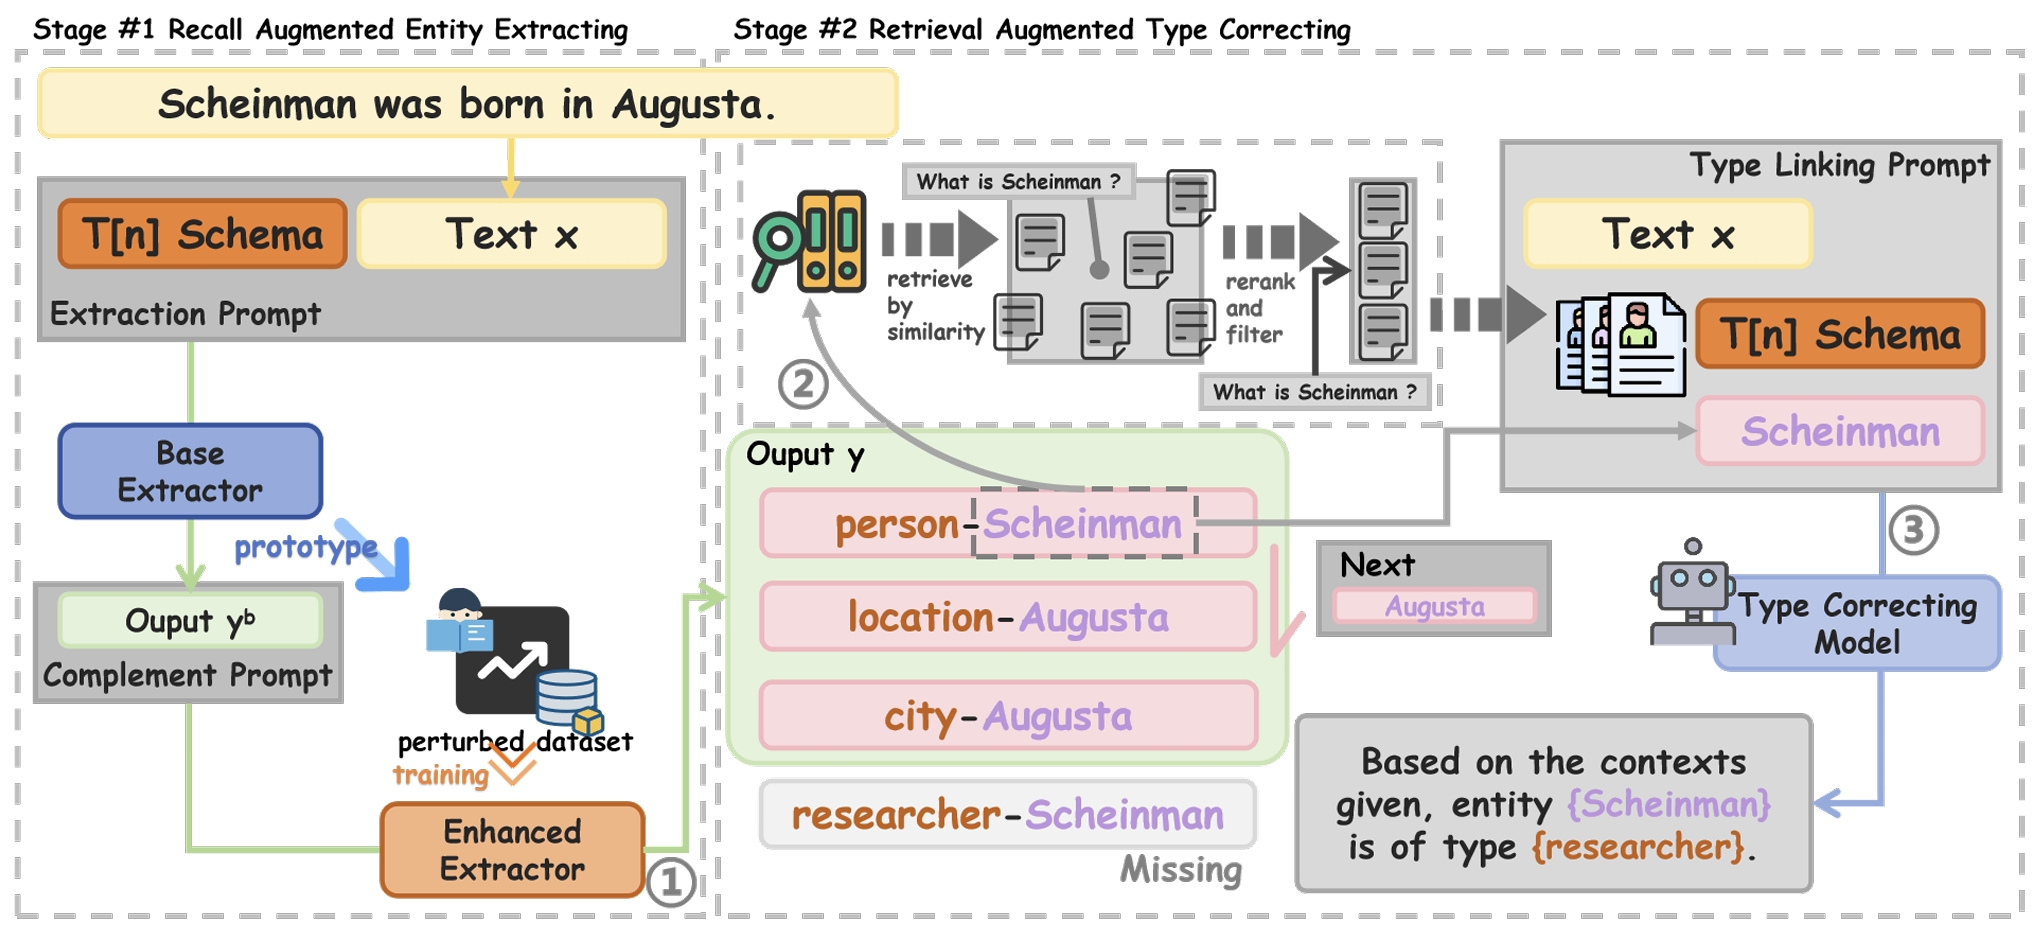 Stage #1 Recall Augmented Entity Extracting
Scheinman was born in Augusta.
T[n] Schema
Text x
Extraction Prompt
Base
Extractor
prototype
Ouput yᵇ
Complement Prompt
perturbed dataset
training
Enhanced
Extractor
①
Stage #2 Retrieval Augmented Type Correcting
What is Scheinman ?
retrieve
by
similarity
rerank
and
filter
What is Scheinman ?
②
Ouput y
person-Scheinman
location-Augusta
city-Augusta
researcher-Scheinman
Missing
Next
Augusta
Type Linking Prompt
Text x
T[n] Schema
Scheinman
③
Type Correcting
Model
Based on the contexts
given, entity {Scheinman}
is of type {researcher}.